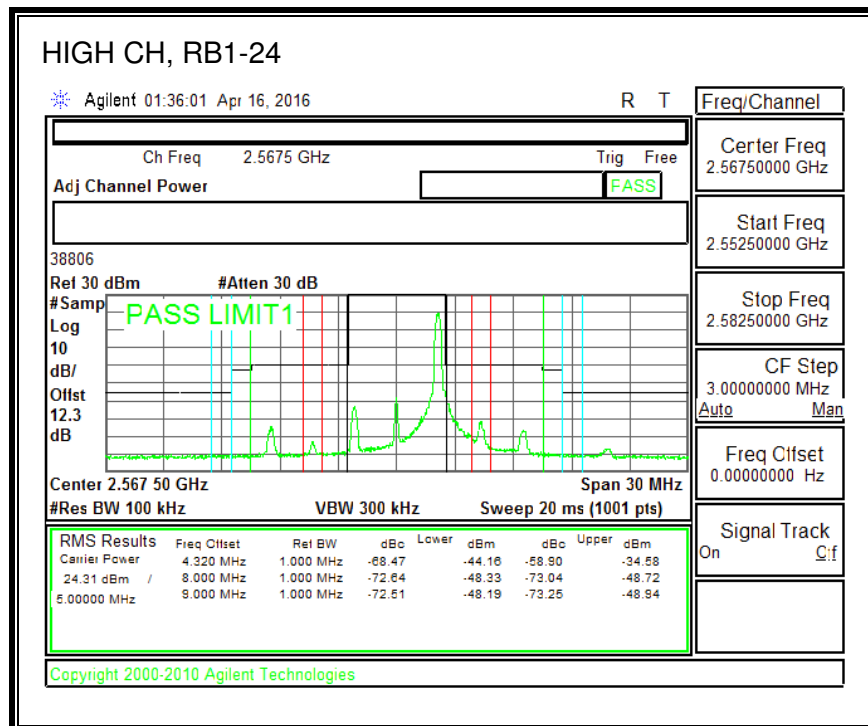 HIGH CH, RB1-24
Agilent 01:36:01 Apr 16, 2016 R T
Freq/Channel
Ch Freq 2.5675 GHz Trig Free
Adj Channel Power PASS
Center Freq
2.56750000 GHz
Start Freq
2.55250000 GHz
Stop Freq
2.58250000 GHz
CF Step
3.00000000 MHz
Auto Man
Freq Offset
0.00000000 Hz
Signal Track
On Off
38806
Ref 30 dBm #Atten 30 dB
#Samp
Log
10
dB/
Offst
12.3
dB
PASS LIMIT1
Center 2.567 50 GHz Span 30 MHz
#Res BW 100 kHz VBW 300 kHz Sweep 20 ms (1001 pts)
RMS Results Freq Offset Ref BW dBc Lower dBm dBc Upper dBm
Carrier Power 4.320 MHz 1.000 MHz -68.47 -44.16 -58.90 -34.58
24.31 dBm / 8.000 MHz 1.000 MHz -72.64 -48.33 -73.04 -48.72
5.00000 MHz 9.000 MHz 1.000 MHz -72.51 -48.19 -73.25 -48.94
Copyright 2000-2010 Agilent Technologies